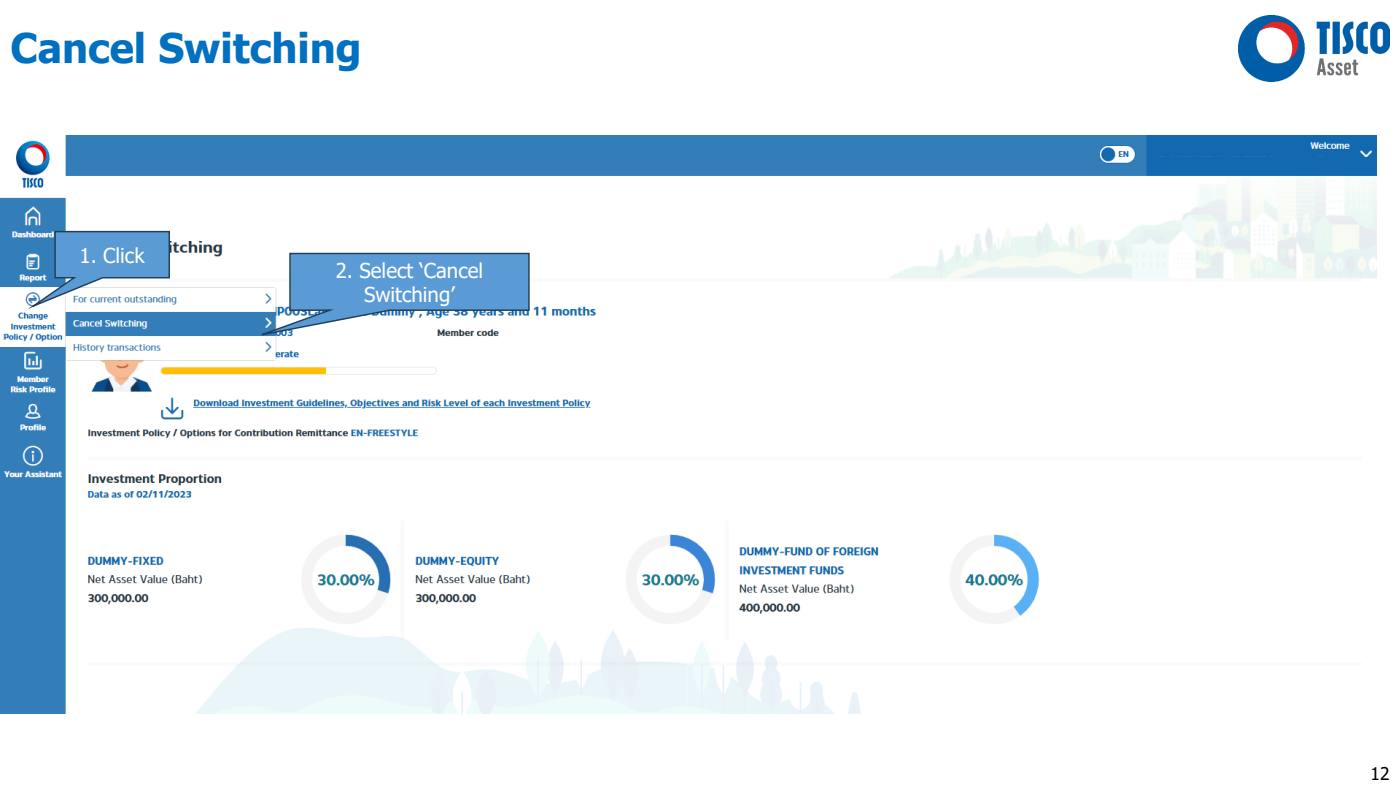 Cancel Switching
TISCO
Asset
TISCO
EN
Welcome
Dashboard
1. Click
itching
2. Select ‘Cancel
Switching’
Report
For current outstanding
Change
Investment
Policy / Option
Cancel Switching
Dummy , Age 38 years and 11 months
003
Member code
History transactions
erate
Member
Risk Profile
Download Investment Guidelines, Objectives and Risk Level of each Investment Policy
Profile
Investment Policy / Options for Contribution Remittance EN-FREESTYLE
Your Assistant
Investment Proportion
Data as of 02/11/2023
DUMMY-FIXED
Net Asset Value (Baht)
300,000.00
30.00%
DUMMY-EQUITY
Net Asset Value (Baht)
300,000.00
30.00%
DUMMY-FUND OF FOREIGN
INVESTMENT FUNDS
Net Asset Value (Baht)
400,000.00
40.00%
12